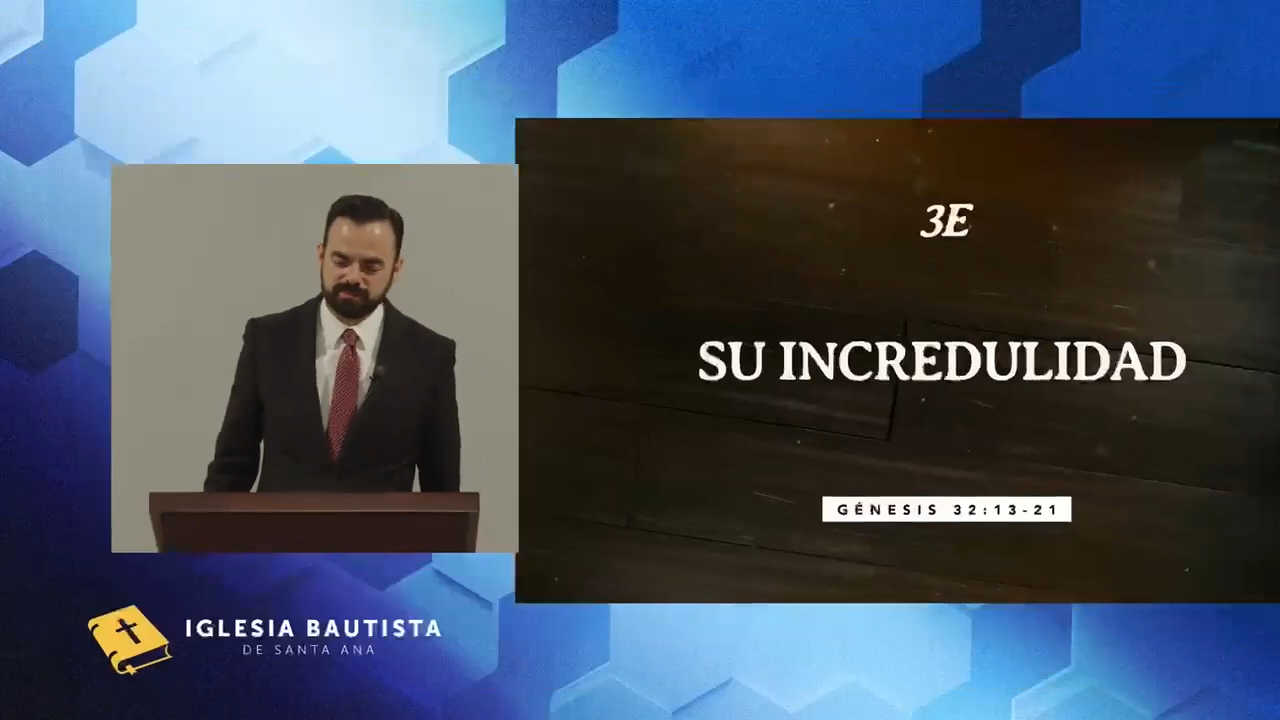 3E
SU INCREDULIDAD
GÉNESIS 32:13-21
IGLESIA BAUTISTA
DE SANTA ANA